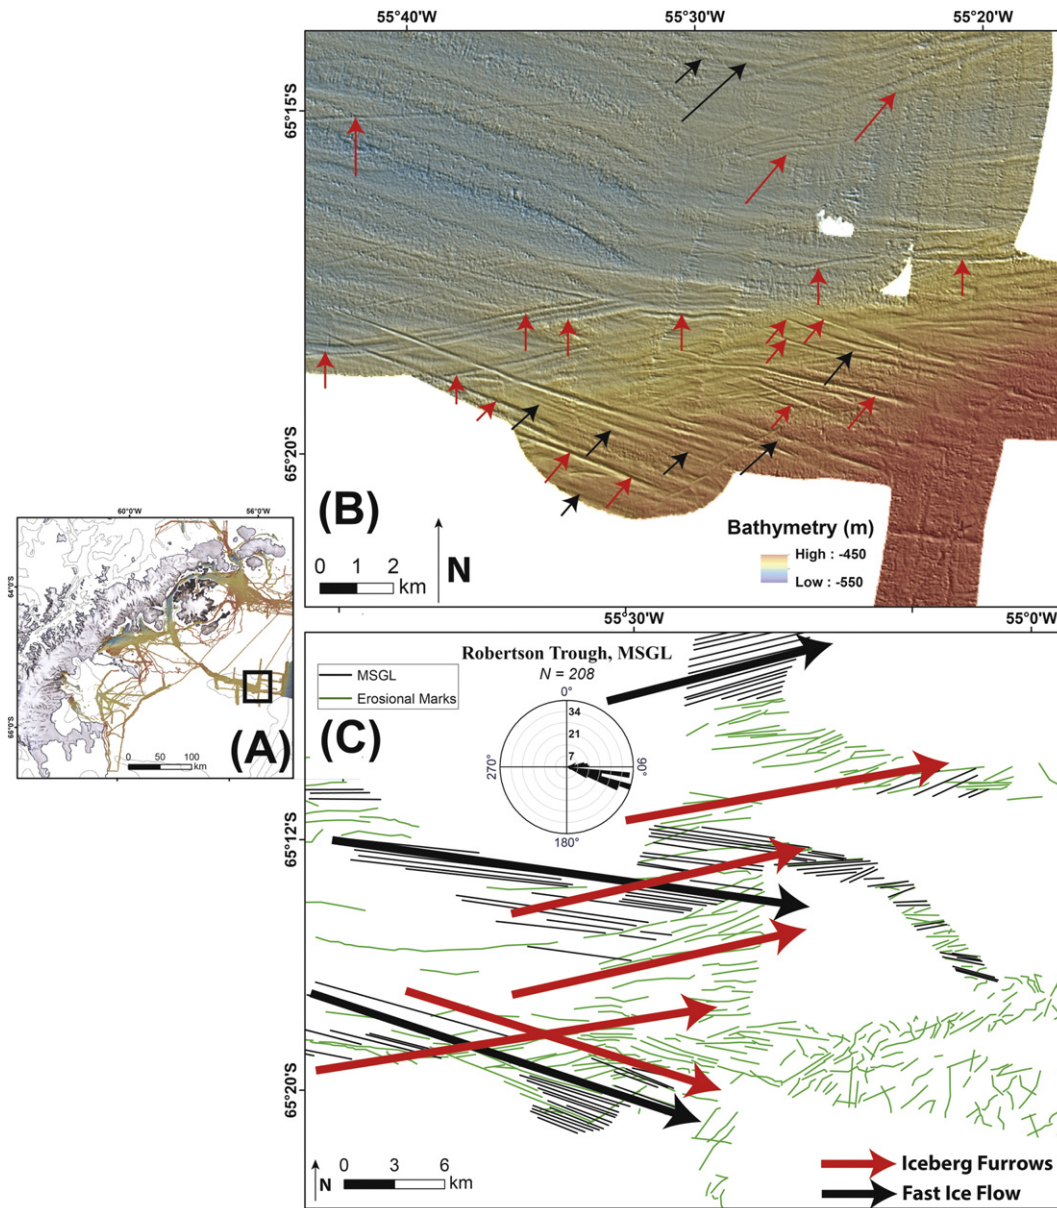 55°40'W 55°30'W 55°20'W
65°15'S
65°20'S
(B)
0 1 2
km
N
Bathymetry (m)
High : -450
Low : -550
60°0'W 56°0'W
64°0'S
66°0'S
(A)
0 50 100
km
55°30'W 55°0'W
Robertson Trough, MSGL
N = 208
MSGL
Erosional Marks
(C)
0°
34
21
7
270° 90°
180°
65°12'S
65°20'S
N
0 3 6
km
Iceberg Furrows
Fast Ice Flow